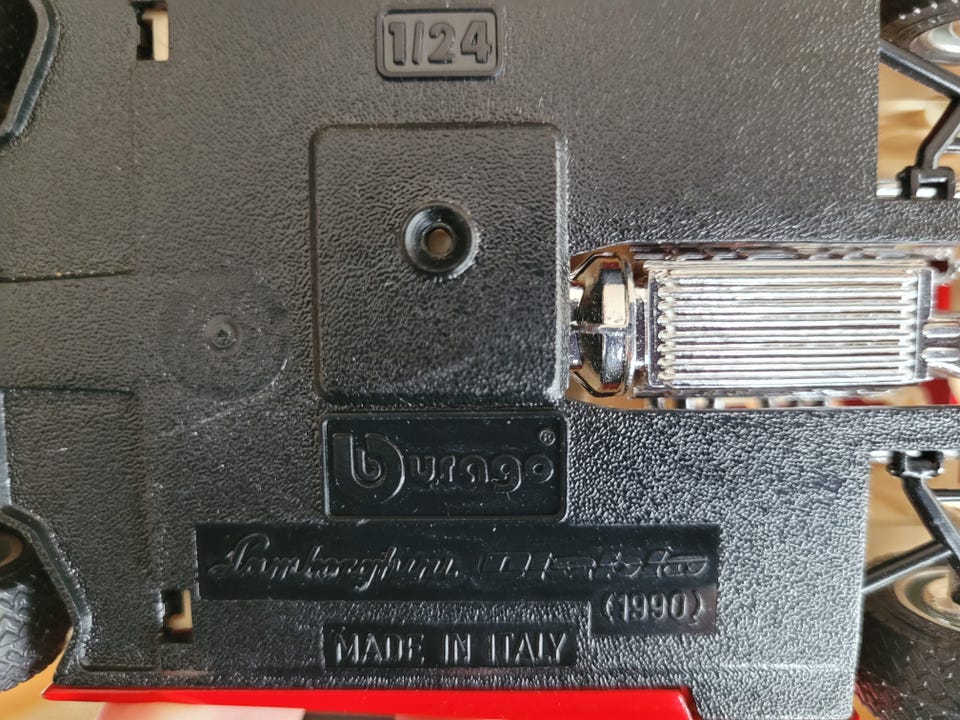 1/24
burago®
Lamborghini Diablo
(1990)
MADE IN ITALY